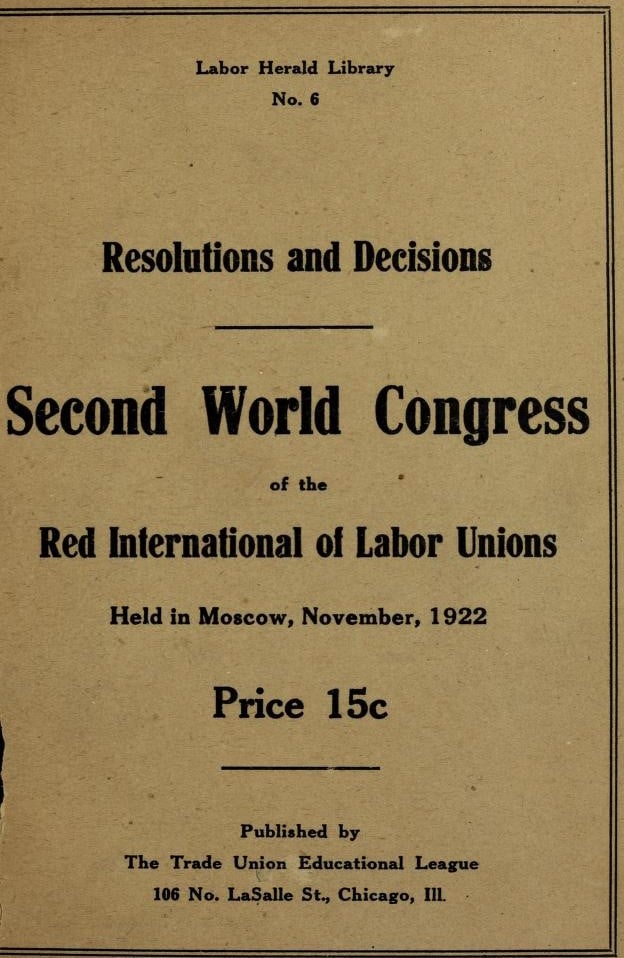 Labor Herald Library
No. 6
Resolutions and Decisions
Second World Congress
of the
Red International of Labor Unions
Held in Moscow, November, 1922
Price 15c
Published by
The Trade Union Educational League
106 No. LaSalle St., Chicago, Ill.